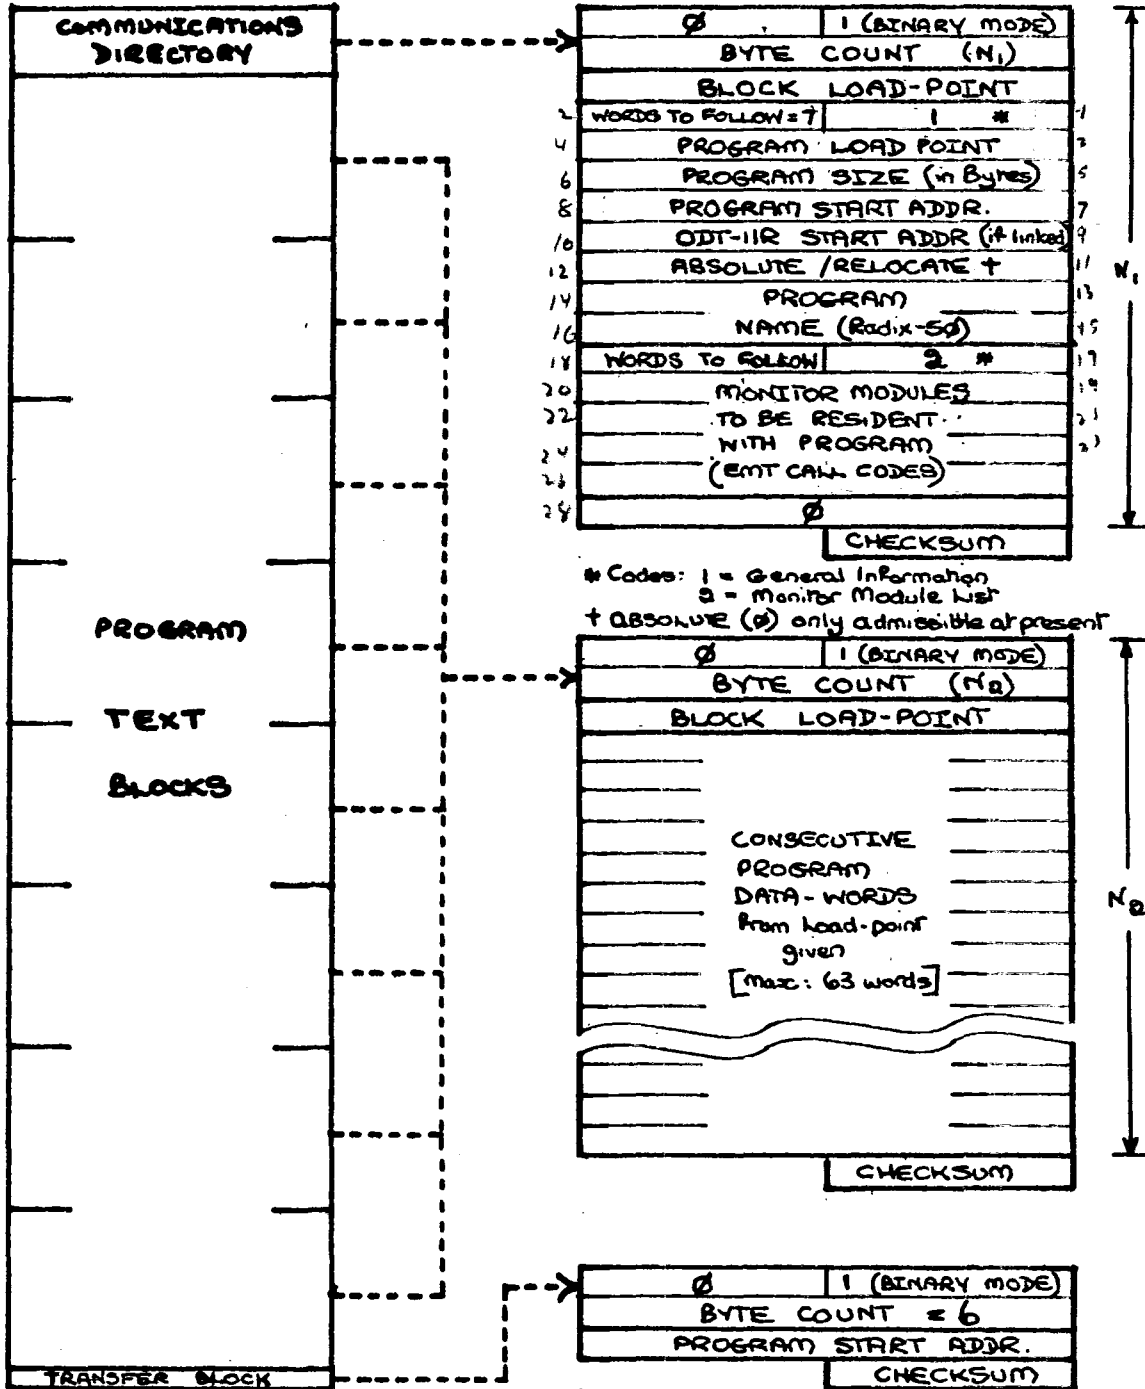 COMMUNICATIONS
DIRECTORY
PROGRAM
TEXT
BLOCKS
TRANSFER BLOCK
Ø 1 (BINARY MODE)
BYTE COUNT (N1)
BLOCK LOAD-POINT
2 WORDS TO FOLLOW = 7 1 * 1
4 PROGRAM LOAD POINT 3
6 PROGRAM SIZE (in Bytes) 5
8 PROGRAM START ADDR. 7
10 ODT-11R START ADDR (if linked) 9
12 ABSOLUTE / RELOCATE † 11
14 PROGRAM 13
16 NAME (Radix-5Ø) 15
18 WORDS TO FOLLOW 2 * 17
20 MONITOR MODULES 19
22 TO BE RESIDENT 21
24 WITH PROGRAM 23
(EMT CALL CODES)
28 Ø
CHECKSUM
N1
* Codes: 1 = General Information
2 = Monitor Module List
† ABSOLUTE (Ø) only admissible at present
Ø 1 (BINARY MODE)
BYTE COUNT (N2)
BLOCK LOAD-POINT
CONSECUTIVE
PROGRAM
DATA-WORDS
from load-point
given
[max: 63 words]
N2
CHECKSUM
Ø 1 (BINARY MODE)
BYTE COUNT = 6
PROGRAM START ADDR.
CHECKSUM